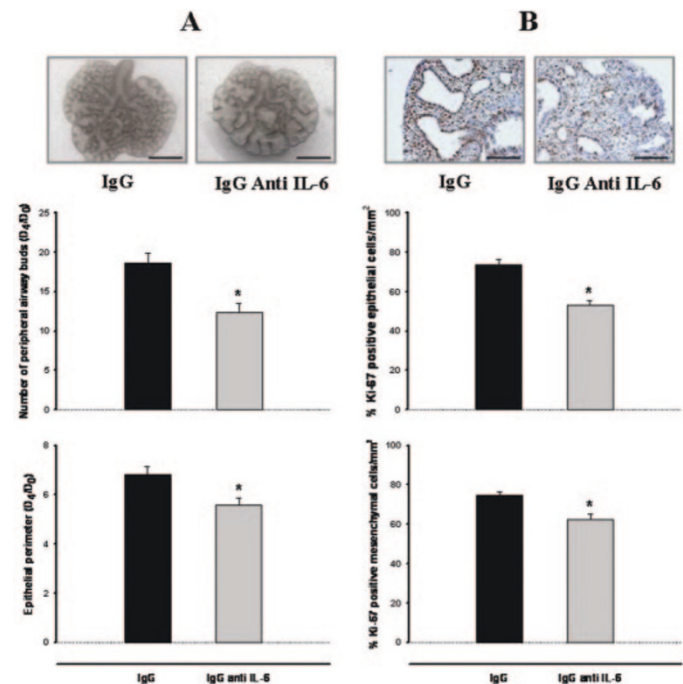 A
B
IgG
IgG Anti IL-6
IgG
IgG Anti IL-6
Number of peripheral airway buds (D4/D0)
25
20
15
10
5
0
*
% Ki-67 positive epithelial cells/mm²
100
80
60
40
20
0
*
Epithelial perimeter (D4/D0)
8
6
4
2
0
*
% Ki-67 positive mesenchymal cells/mm²
100
80
60
40
20
0
*
IgG
IgG anti IL-6
IgG
IgG anti IL-6